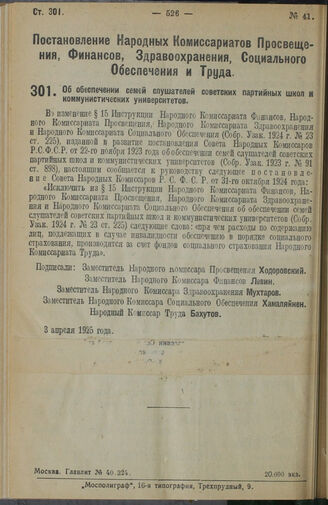 Ст. 301.
— 526 —
№ 41.
Постановление Народных Комиссариатов Просвеще-
ния, Финансов, Здравоохранения, Социального
Обеспечения и Труда.
301. Об обеспечении семей слушателей советских партийных школ и
коммунистических университетов.
Во изменение § 15 Инструкции Народного Комиссариата Финансов, Народ-
ного Комиссариата Просвещения, Народного Комиссариата Здравоохранения
и Народного Комиссариата Социального Обеспечения (Собр. Узак. 1924 г. № 23
ст. 225), изданной в развитие постановления Совета Народных Комиссаров
Р.С.Ф.С.Р. от 22-го ноября 1923 года об обеспечении семей слушателей советских
партийных школ и коммунистических университетов (Собр. Узак. 1923 г. № 91
ст. 898), настоящим сообщается к руководству следующее постановле-
ние Совета Народных Комиссаров Р.С.Ф.С.Р. от 31-го октября 1924 года:
«Исключить из § 15 Инструкции Народного Комиссариата Финансов, На-
родного Комиссариата Просвещения, Народного Комиссариата Здравоохране-
ния и Народного Комиссариата Социального Обеспечения об обеспечении семей
слушателей советских партийных школ и коммунистических университетов (Собр.
Узак. 1924 г. № 23 ст. 225) следующие слова: «при чем расходы по содержанию
лиц, подлежащих в случае инвалидности обеспечению в порядке социального
страхования, производятся за счет фондов социального страхования Народного
Комиссариата Труда».
Подписали: Заместитель Народного Комиссара Просвещения Ходоровский.
Заместитель Народного Комиссара Финансов Левин.
Заместитель Народного Комиссара Здравоохранения Мухтаров.
Заместитель Народного Комиссара Социального Обеспечения Хамаляйнен.
Народный Комиссар Труда Бахутов.
3 апреля 1925 года.
Москва. Главлит № 40.324.
20.000 экз.
„Мосполиграф“, 16-я типография, Трехпрудный, 9.